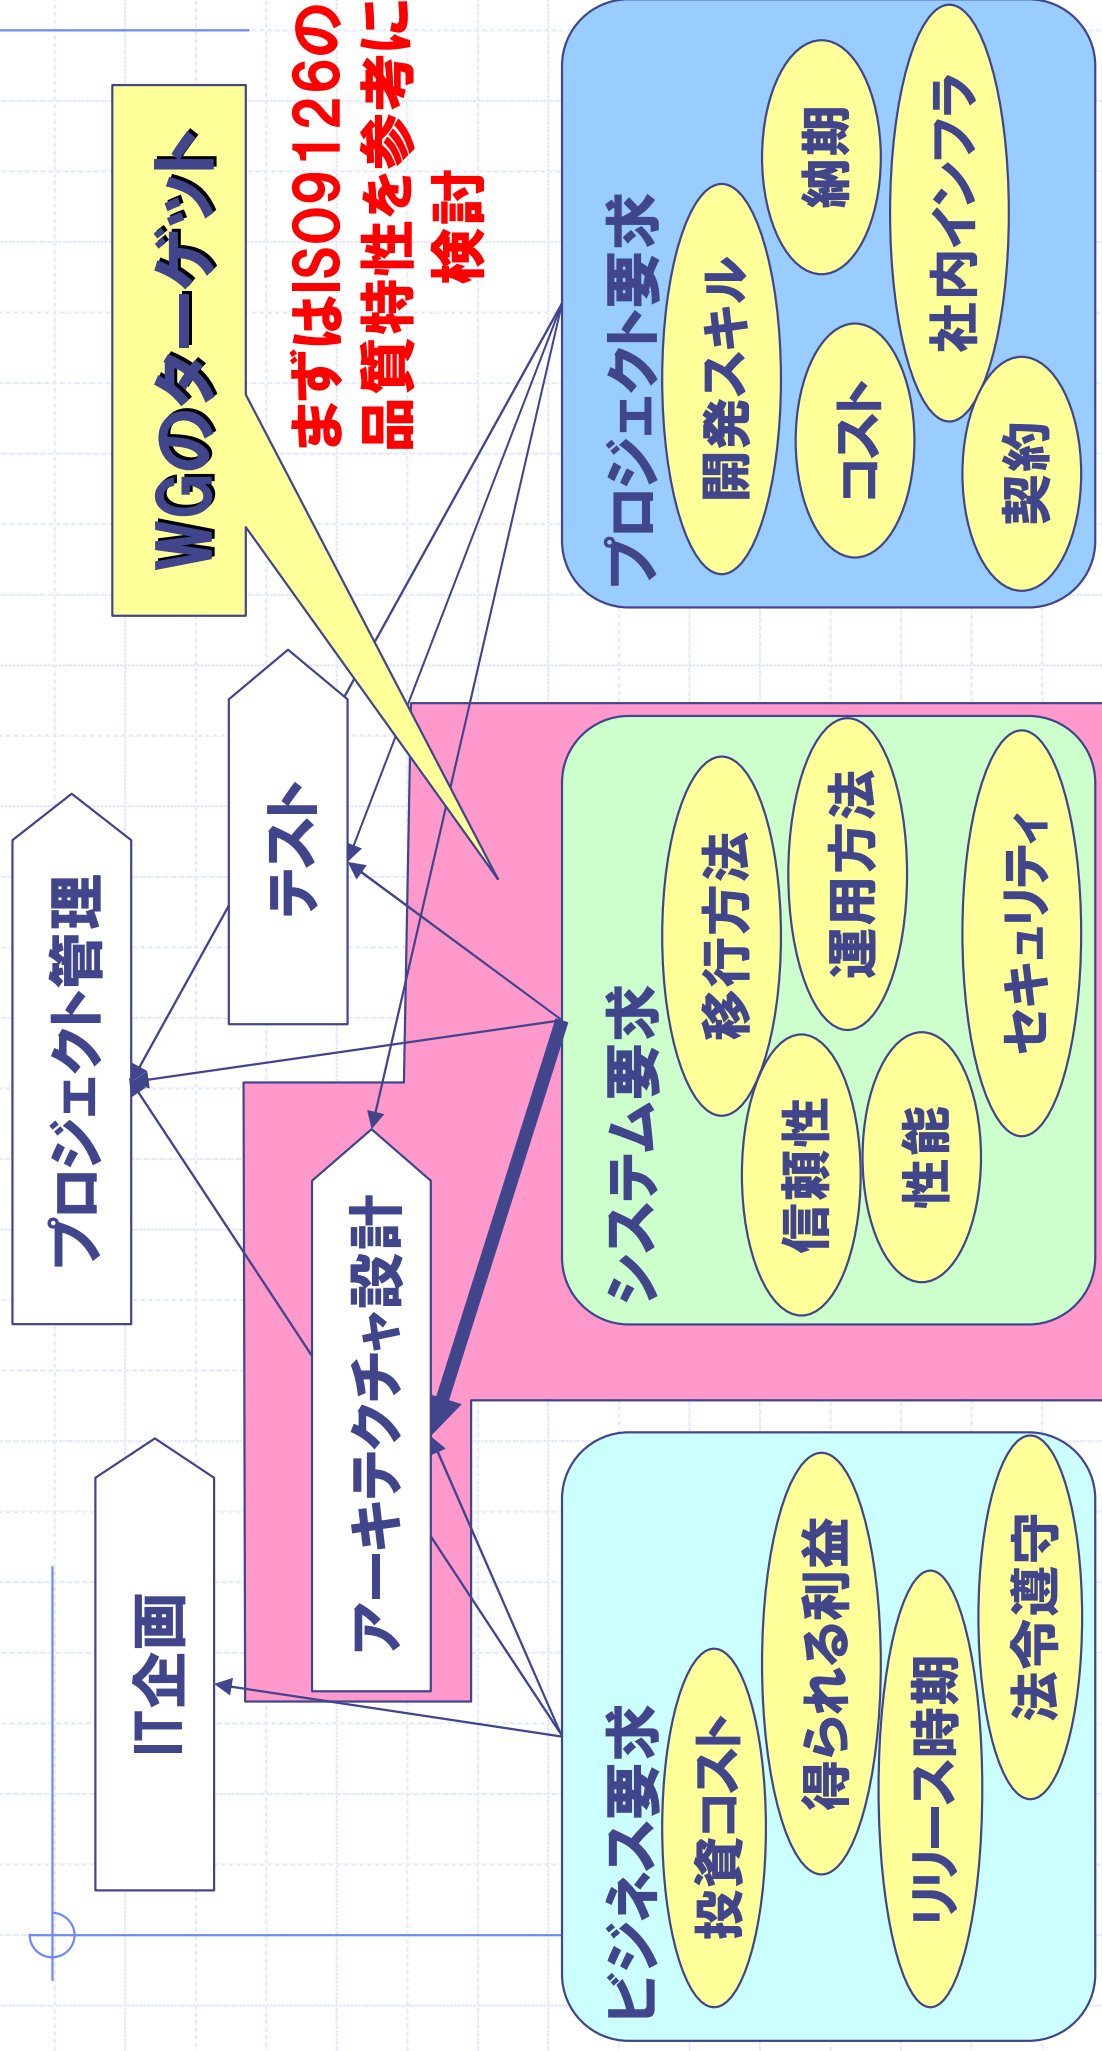 プロジェクト管理
IT企画
WGのターゲット
テスト
アーキテクチャ設計
まずはISO9126の
品質特性を参考に
検討
ビジネス要求
投資コスト
得られる利益
リリース時期
法令遵守
システム要求
移行方法
信頼性
運用方法
性能
セキュリティ
プロジェクト要求
開発スキル
納期
コスト
社内インフラ
契約